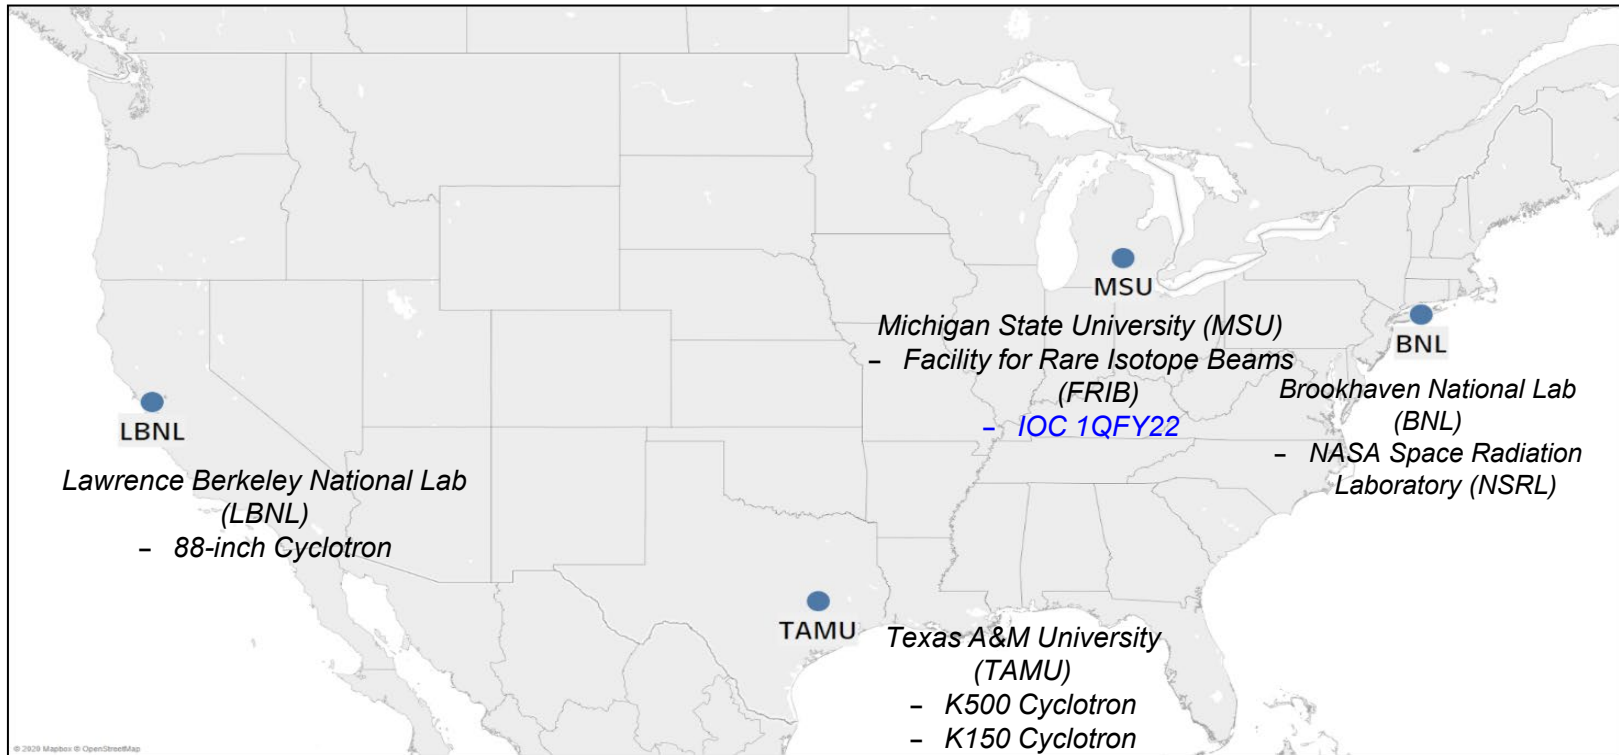 MSU
Michigan State University (MSU)
- Facility for Rare Isotope Beams
(FRIB)
- IOC 1QFY22
BNL
Brookhaven National Lab
(BNL)
- NASA Space Radiation
Laboratory (NSRL)
LBNL
Lawrence Berkeley National Lab
(LBNL)
- 88-inch Cyclotron
TAMU
Texas A&M University
(TAMU)
- K500 Cyclotron
- K150 Cyclotron
© 2020 Mapbox © OpenStreetMap